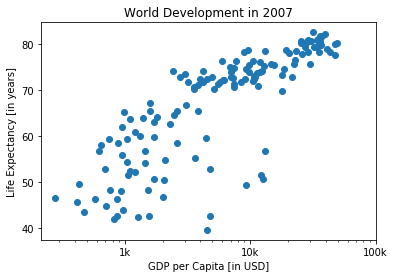 World Development in 2007
Life Expectancy [in years]
80
70
60
50
40
1k
10k
100k
GDP per Capita [in USD]